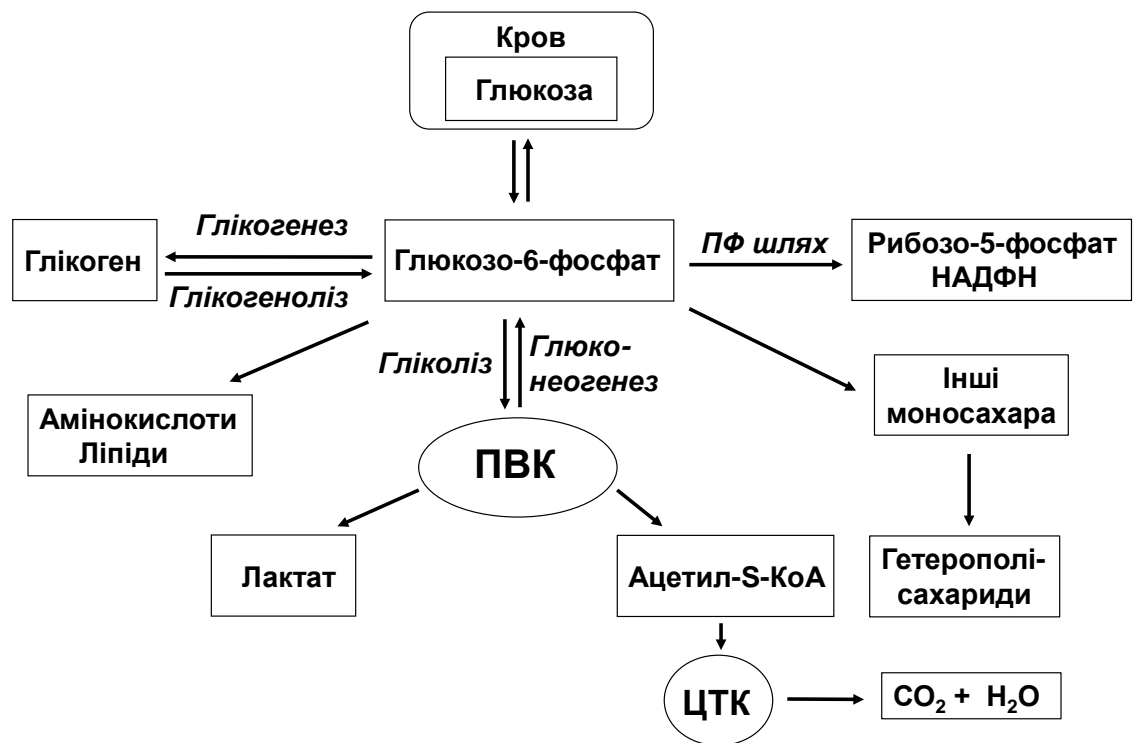 Кров
Глюкоза
Глікогенез
Глікоген
Глікогеноліз
Глюкозо-6-фосфат
ПФ шлях
Рибозо-5-фосфат
НАДФН
Гліколіз
Глюко-
неогенез
Інші
моносахара
Амінокислоти
Ліпіди
ПВК
Лактат
Ацетил-S-КоА
Гетерополі-
сахариди
ЦТК
CO₂ + H₂O